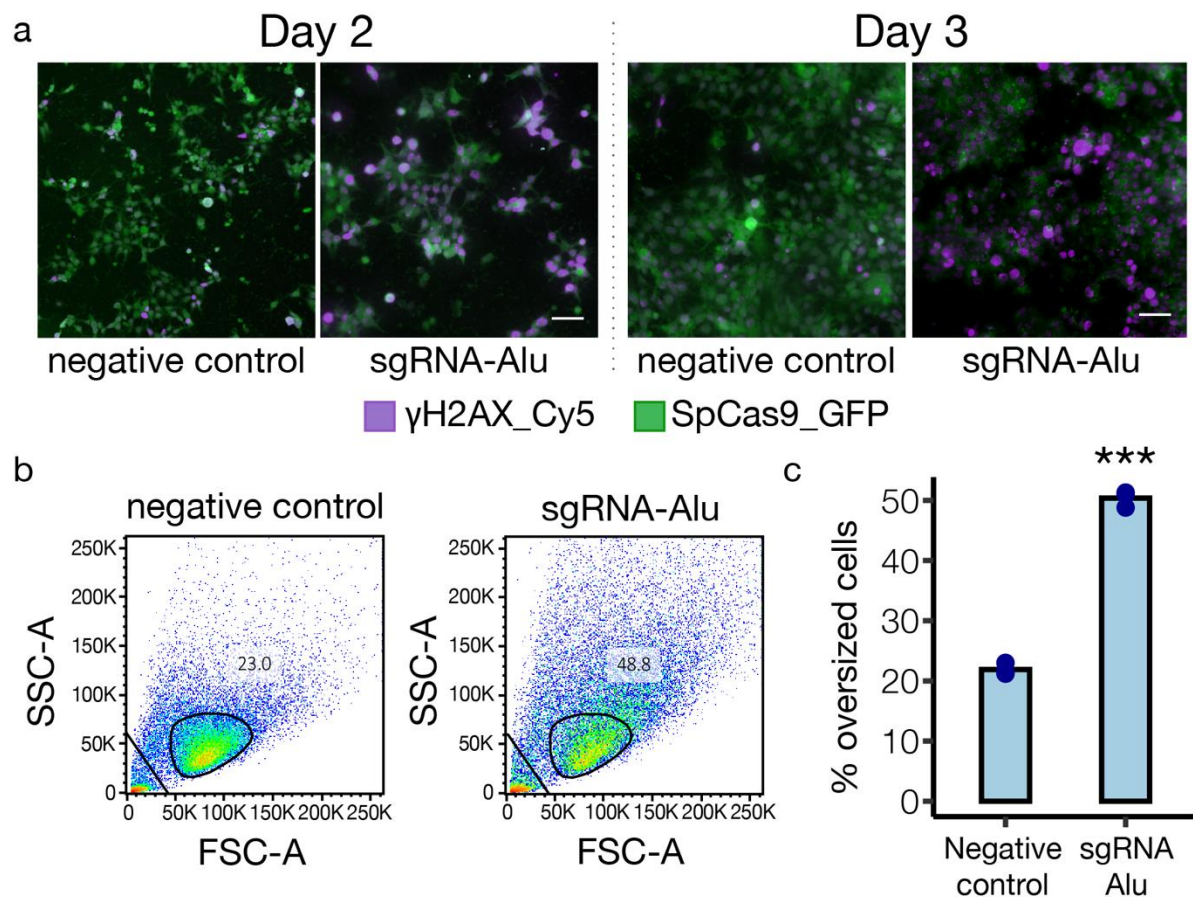 a
Day 2
Day 3
negative control
sgRNA-Alu
negative control
sgRNA-Alu
γH2AX_Cy5
SpCas9_GFP
b
negative control
sgRNA-Alu
250K
200K
150K
100K
50K
0
SSC-A
23.0
0 50K 100K 150K 200K 250K
FSC-A
250K
200K
150K
100K
50K
0
SSC-A
48.8
0 50K 100K 150K 200K 250K
FSC-A
c
***
% oversized cells
50
40
30
20
10
0
Negative
control
sgRNA
Alu